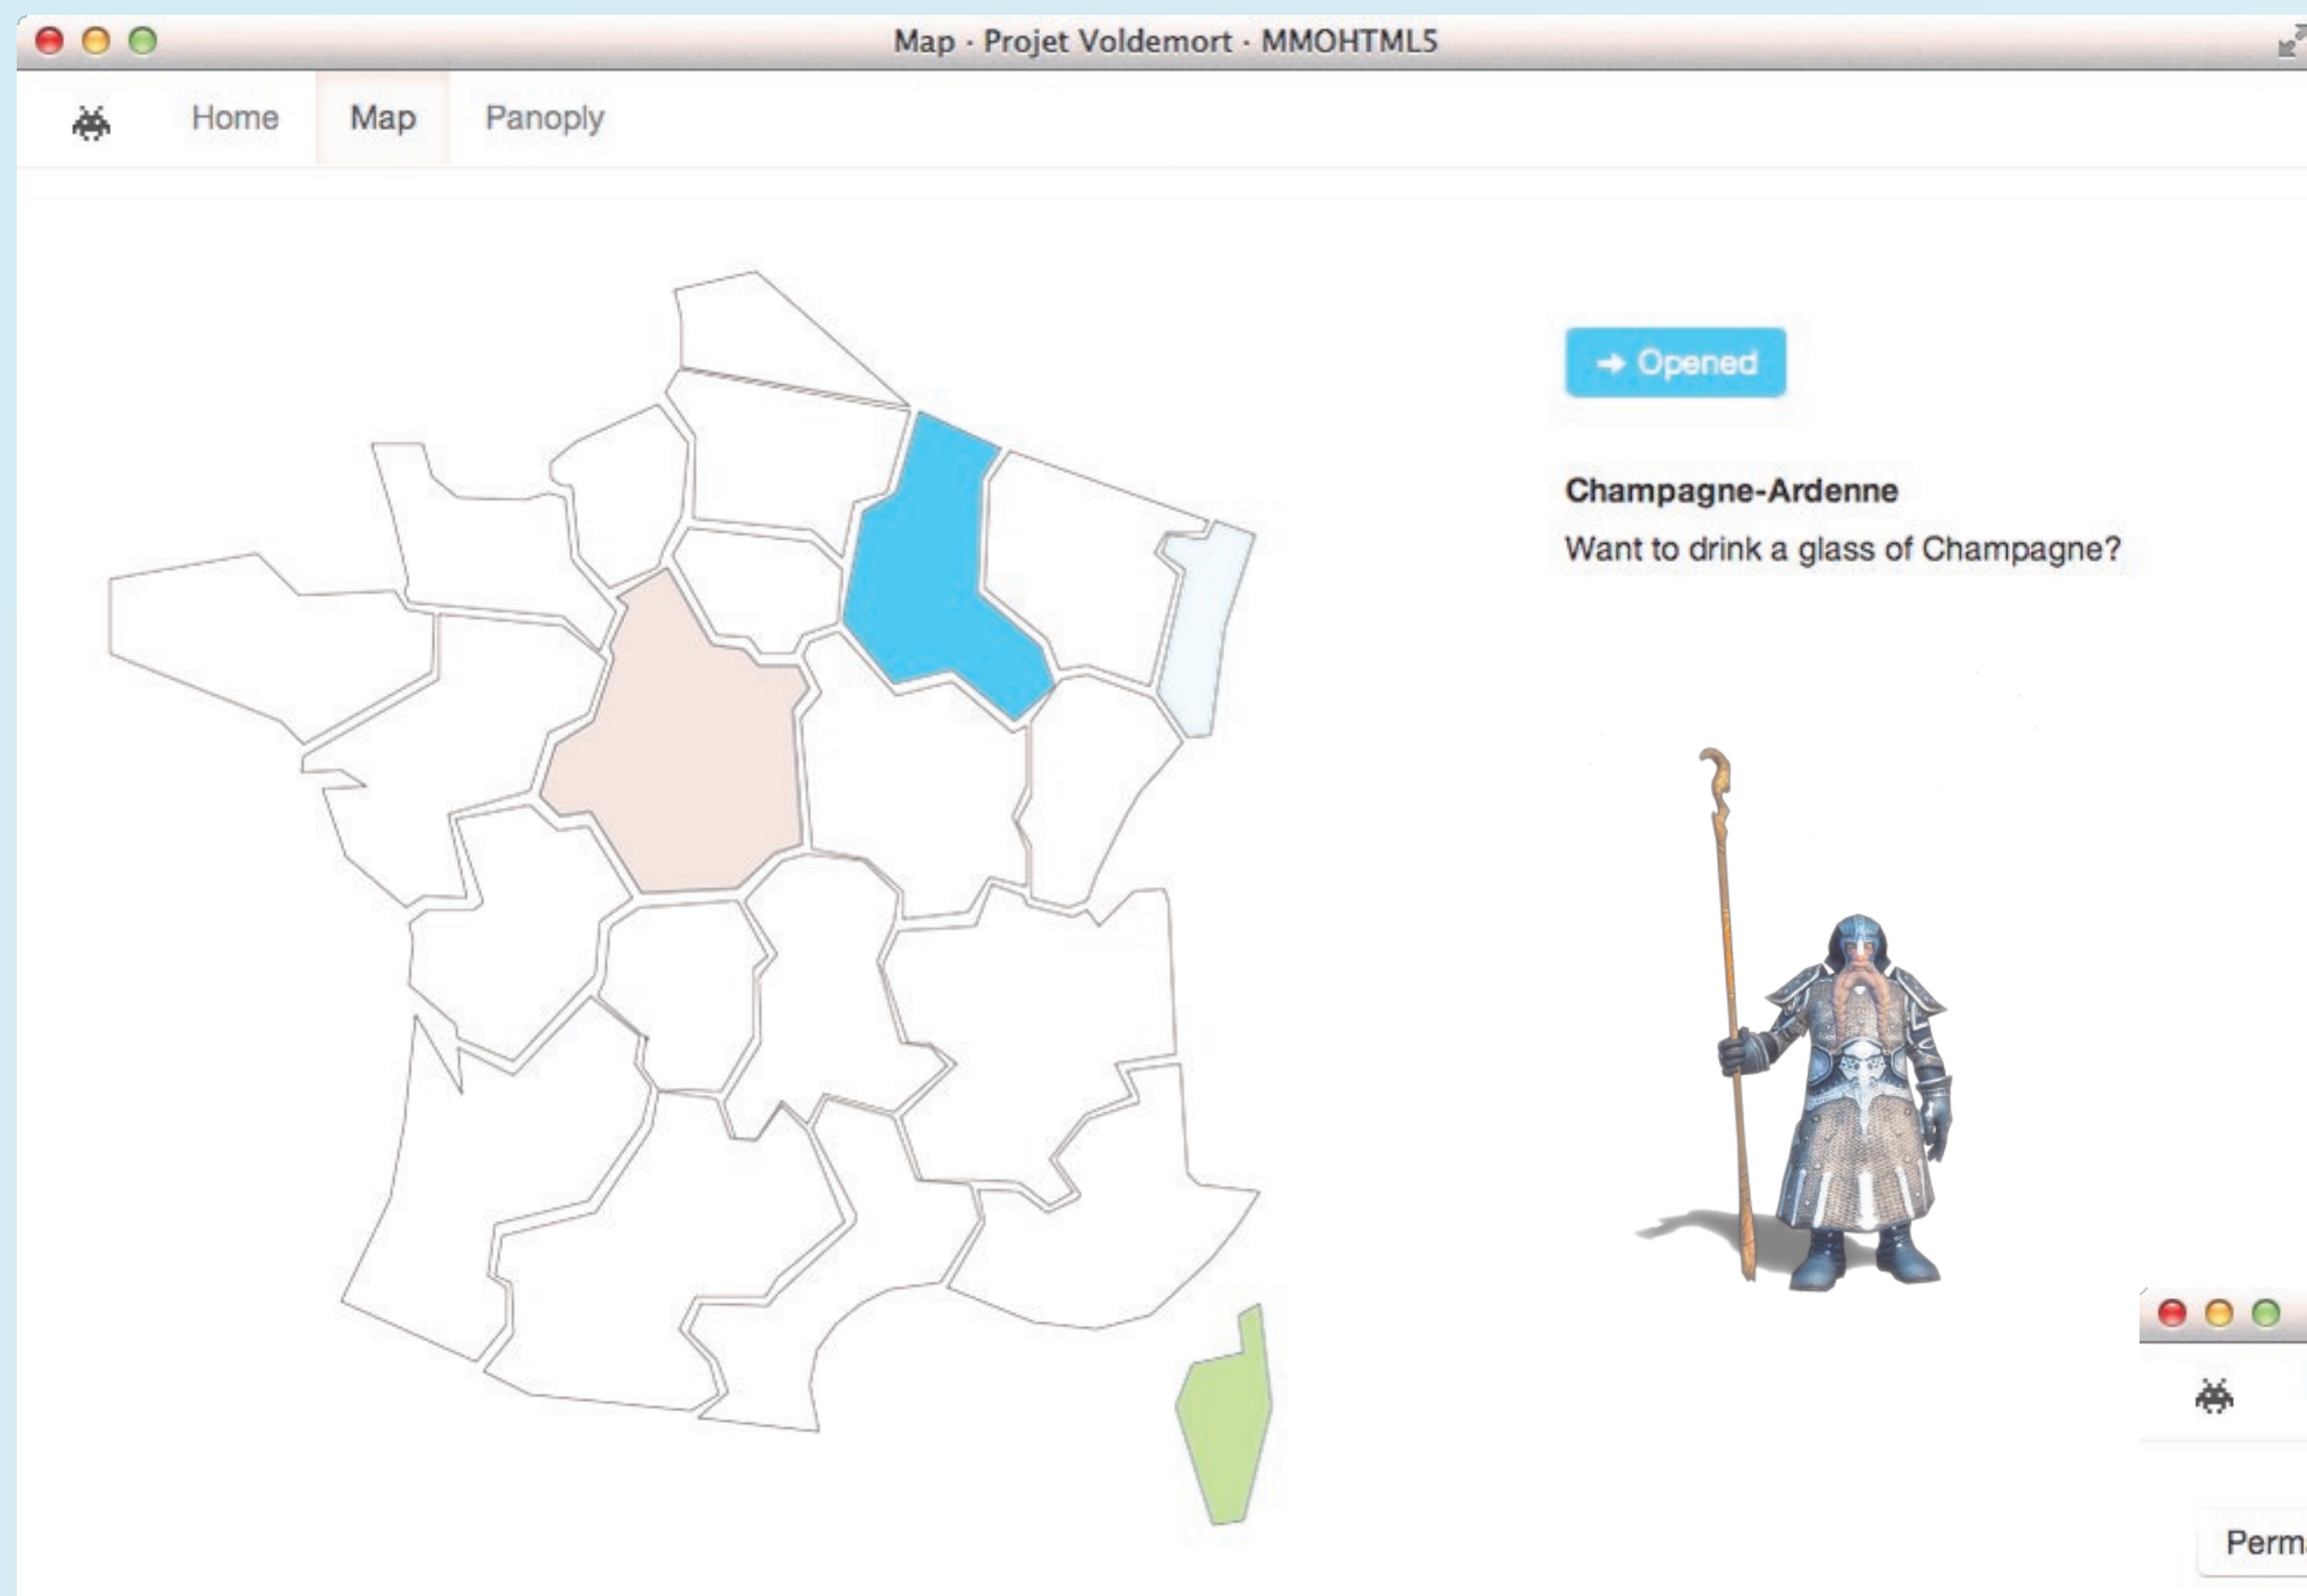 Map · Projet Voldemort · MMOHTML5
Home Map Panoply
➔ Opened
Champagne-Ardenne
Want to drink a glass of Champagne?